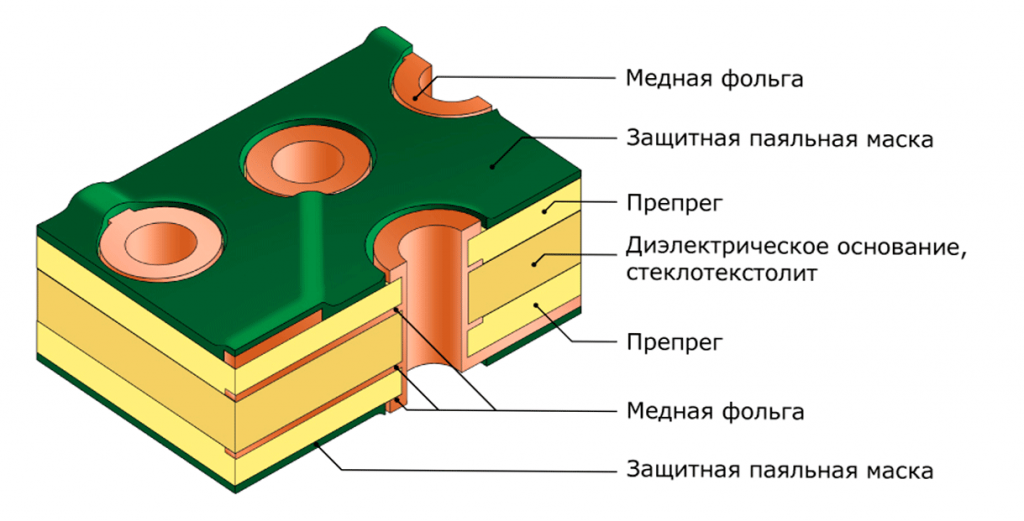 Медная фольга
Защитная паяльная маска
Препрег
Диэлектрическое основание,
стеклотекстолит
Препрег
Медная фольга
Защитная паяльная маска